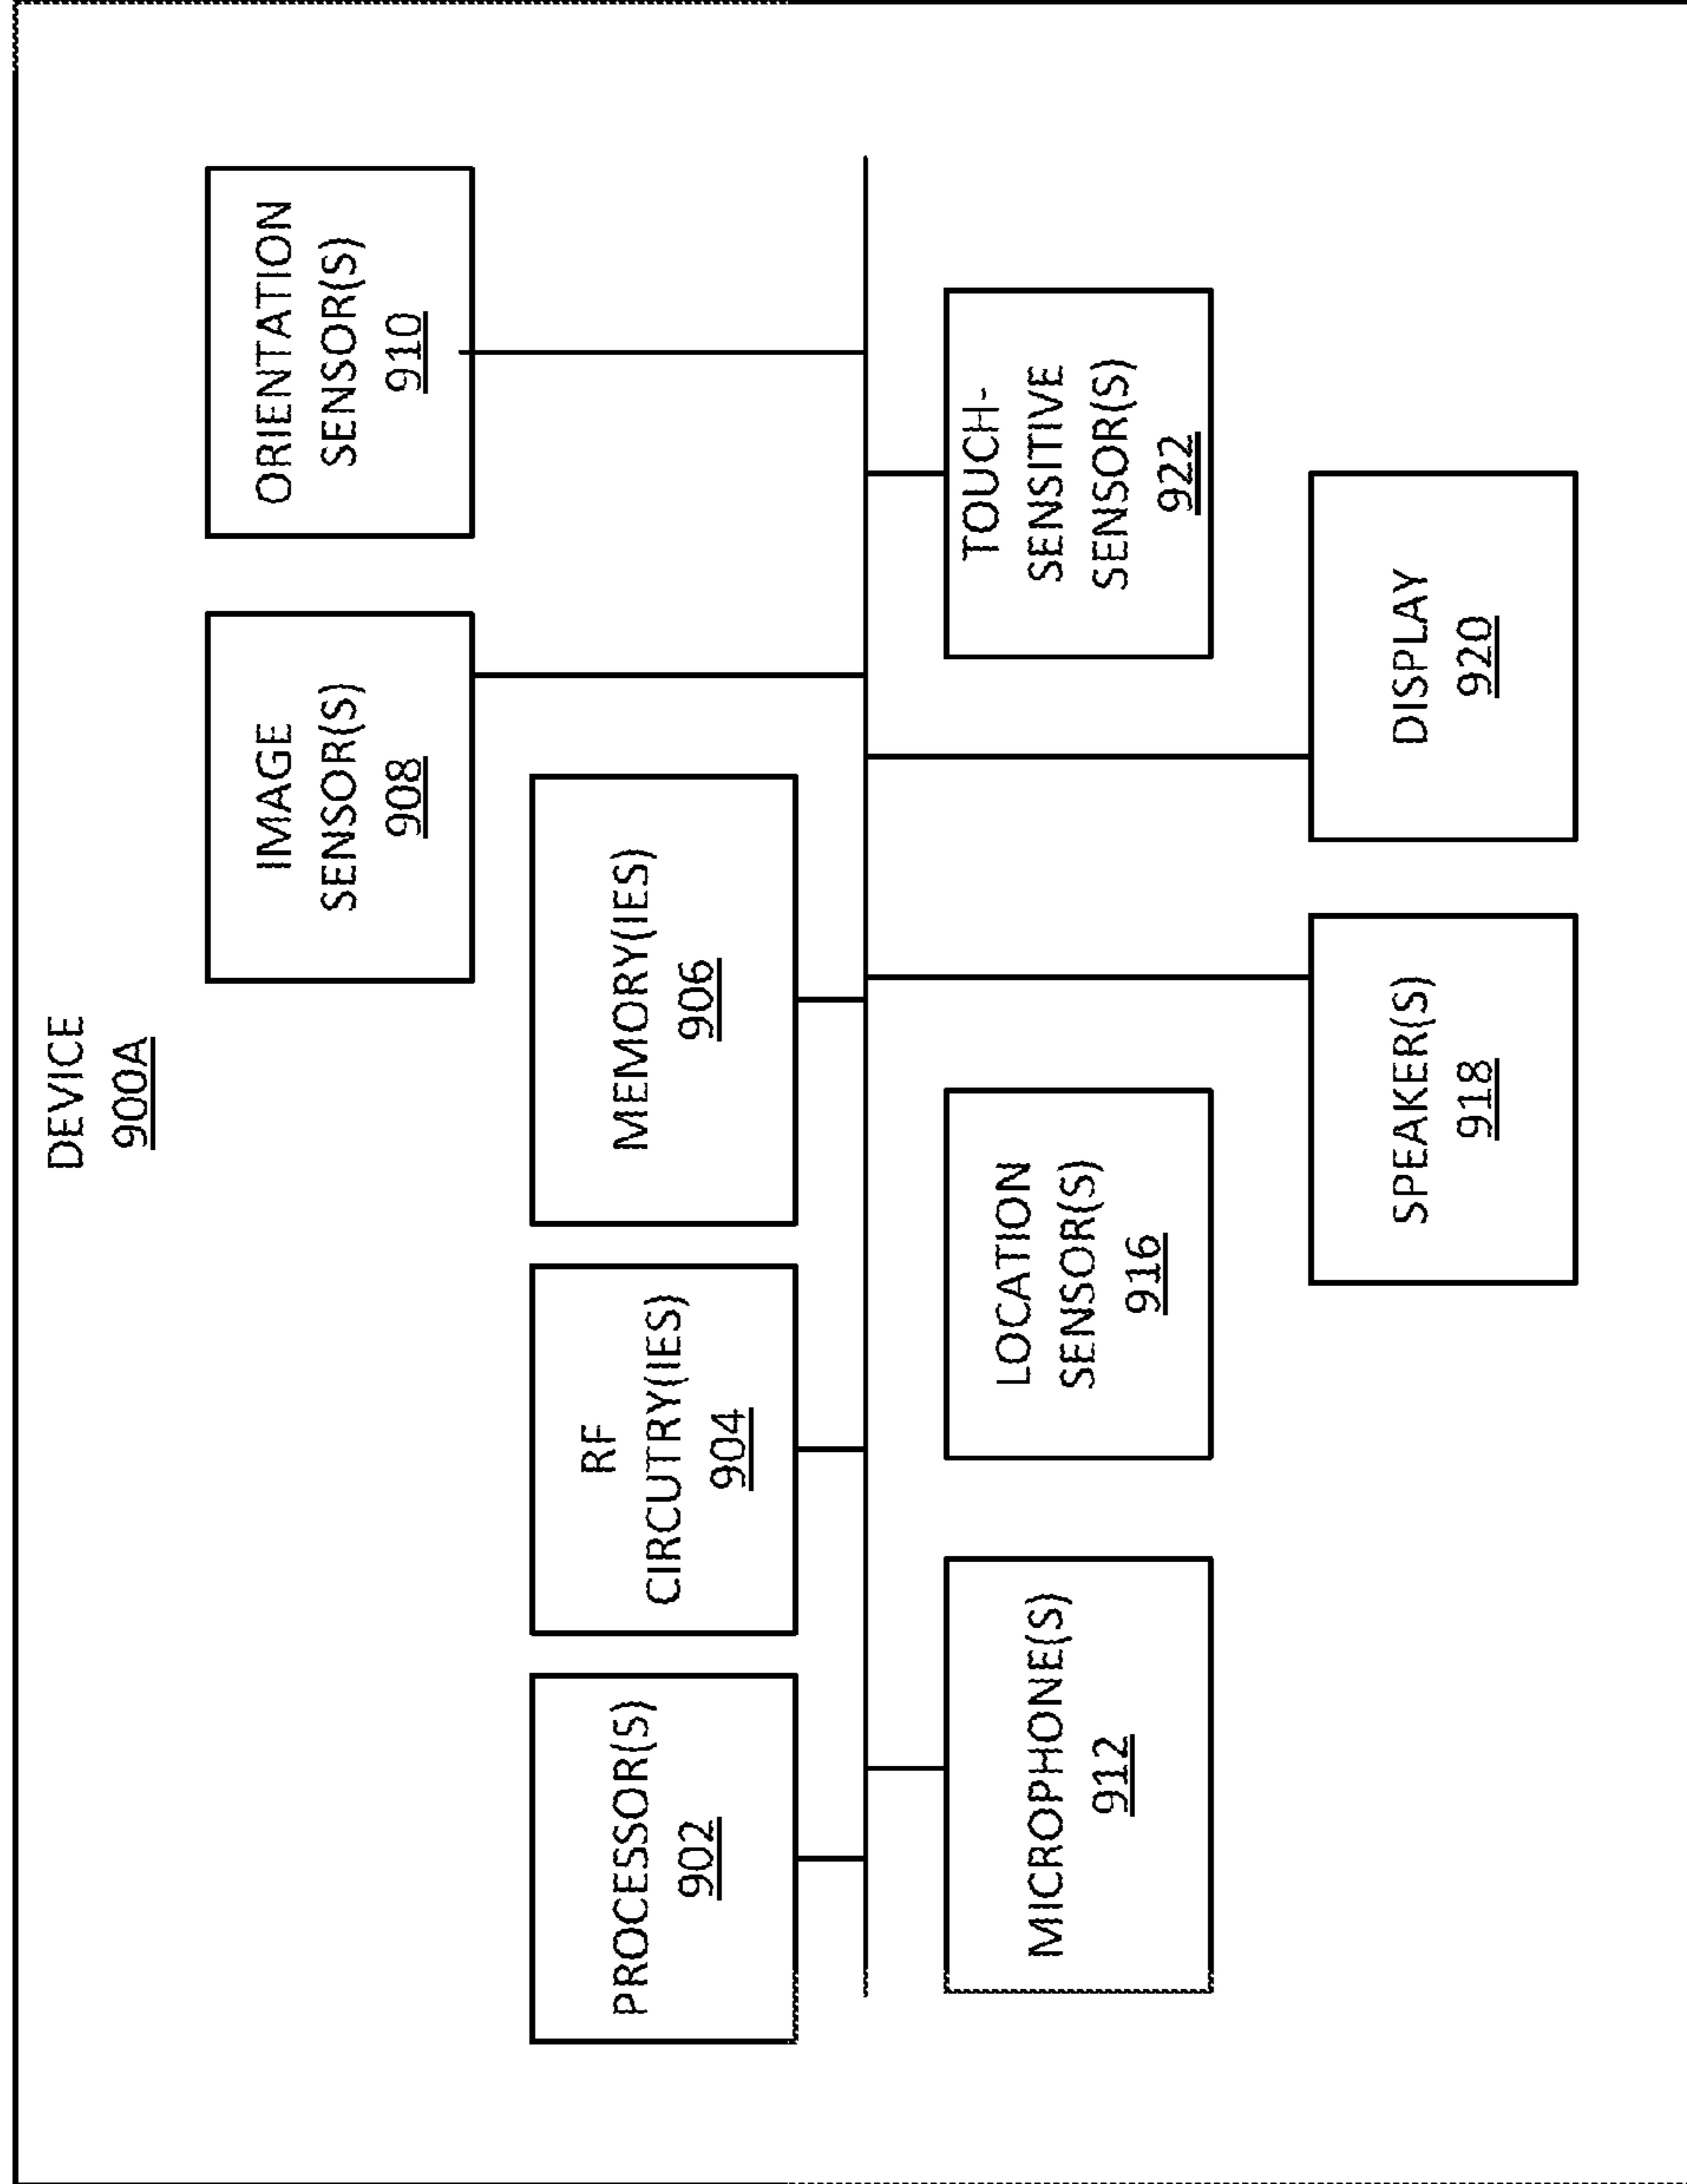 DEVICE
900A
ORIENTATION
SENSOR(S)
910
IMAGE
SENSOR(S)
908
PROCESSOR(S)
902
RF
CIRCUTRY(IES)
904
MEMORY(IES)
906
MICROPHONE(S)
912
LOCATION
SENSOR(S)
916
TOUCH-
SENSITIVE
SENSOR(S)
922
SPEAKER(S)
918
DISPLAY
920